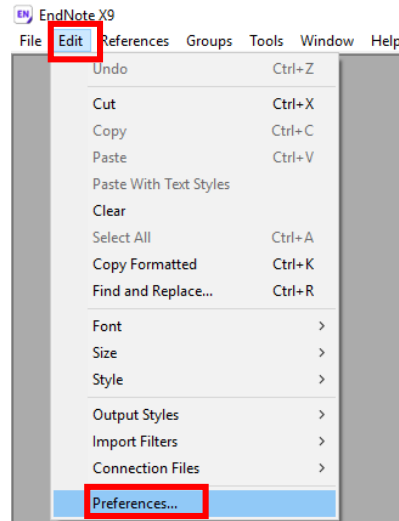 EN EndNote X9
File Edit References Groups Tools Window Help
Undo Ctrl+Z
Cut Ctrl+X
Copy Ctrl+C
Paste Ctrl+V
Paste With Text Styles
Clear
Select All Ctrl+A
Copy Formatted Ctrl+K
Find and Replace... Ctrl+R
Font >
Size >
Style >
Output Styles >
Import Filters >
Connection Files >
Preferences...